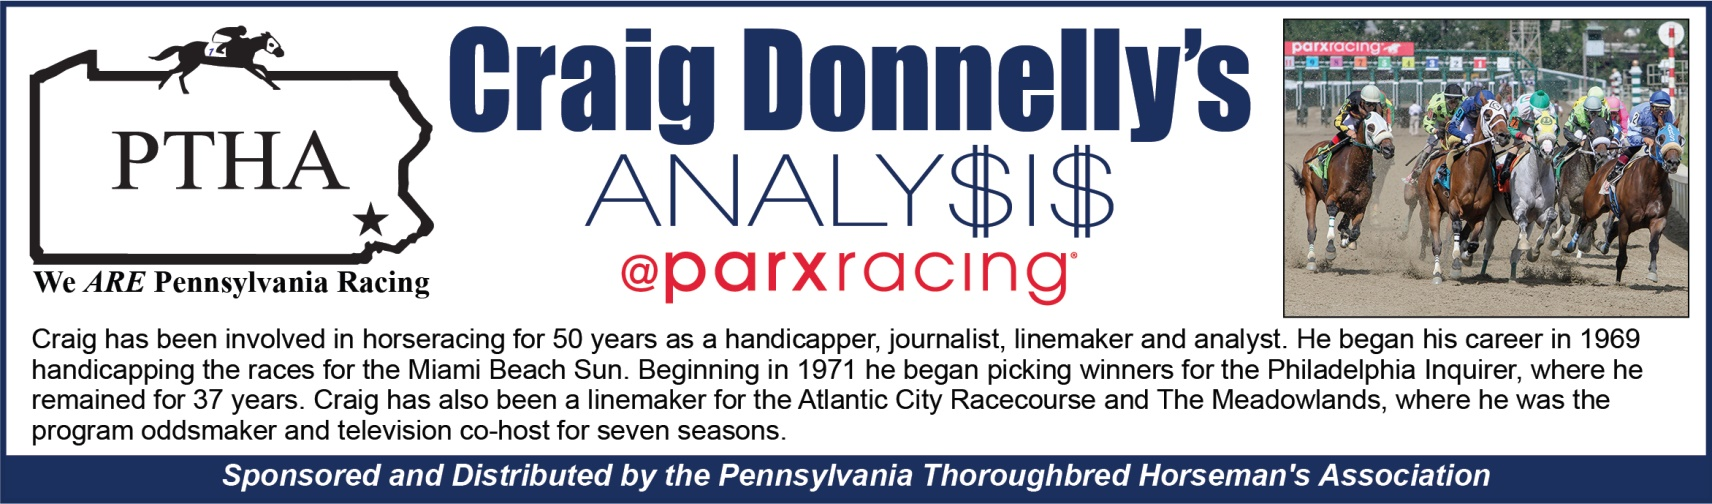 PTHA
We ARE Pennsylvania Racing
Craig Donnelly's
ANALY$I$
@parxracing®
parxracing
Craig has been involved in horseracing for 50 years as a handicapper, journalist, linemaker and analyst. He began his career in 1969
handicapping the races for the Miami Beach Sun. Beginning in 1971 he began picking winners for the Philadelphia Inquirer, where he
remained for 37 years. Craig has also been a linemaker for the Atlantic City Racecourse and The Meadowlands, where he was the
program oddsmaker and television co-host for seven seasons.
Sponsored and Distributed by the Pennsylvania Thoroughbred Horseman's Association